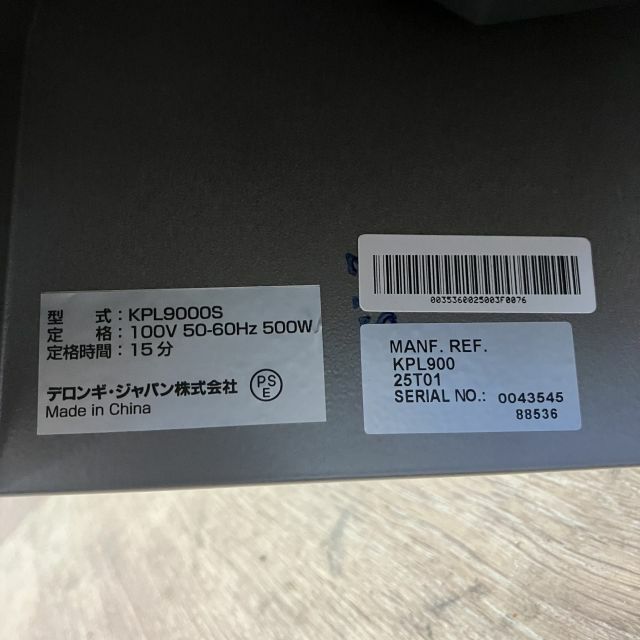 型 式：KPL9000S
定 格：100V 50-60Hz 500W
定格時間：15分
デロンギ・ジャパン株式会社
PS
E
Made in China
0035360025003F0076
MANF. REF.
KPL900
25T01
SERIAL NO.: 0043545
88536